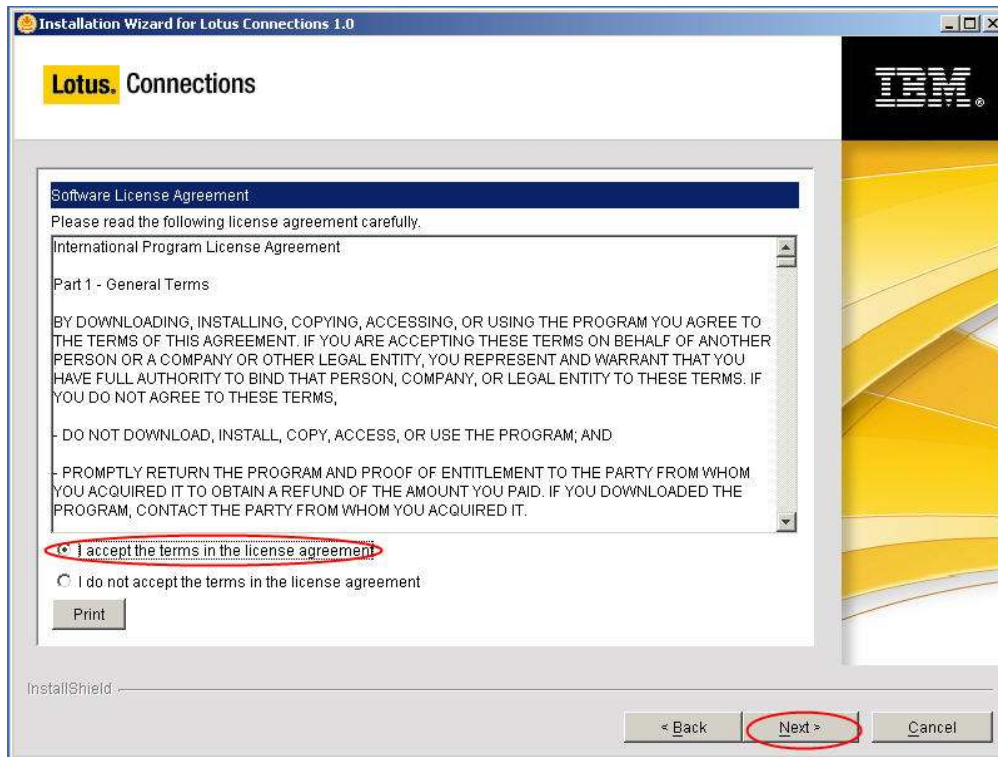 Installation Wizard for Lotus Connections 1.0
Lotus. Connections
IBM®
Software License Agreement
Please read the following license agreement carefully.
International Program License Agreement
Part 1 - General Terms
BY DOWNLOADING, INSTALLING, COPYING, ACCESSING, OR USING THE PROGRAM YOU AGREE TO
THE TERMS OF THIS AGREEMENT. IF YOU ARE ACCEPTING THESE TERMS ON BEHALF OF ANOTHER
PERSON OR A COMPANY OR OTHER LEGAL ENTITY, YOU REPRESENT AND WARRANT THAT YOU
HAVE FULL AUTHORITY TO BIND THAT PERSON, COMPANY, OR LEGAL ENTITY TO THESE TERMS. IF
YOU DO NOT AGREE TO THESE TERMS,
- DO NOT DOWNLOAD, INSTALL, COPY, ACCESS, OR USE THE PROGRAM; AND
- PROMPTLY RETURN THE PROGRAM AND PROOF OF ENTITLEMENT TO THE PARTY FROM WHOM
YOU ACQUIRED IT TO OBTAIN A REFUND OF THE AMOUNT YOU PAID. IF YOU DOWNLOADED THE
PROGRAM, CONTACT THE PARTY FROM WHOM YOU ACQUIRED IT.
I accept the terms in the license agreement
I do not accept the terms in the license agreement
Print
InstallShield
< Back
Next >
Cancel